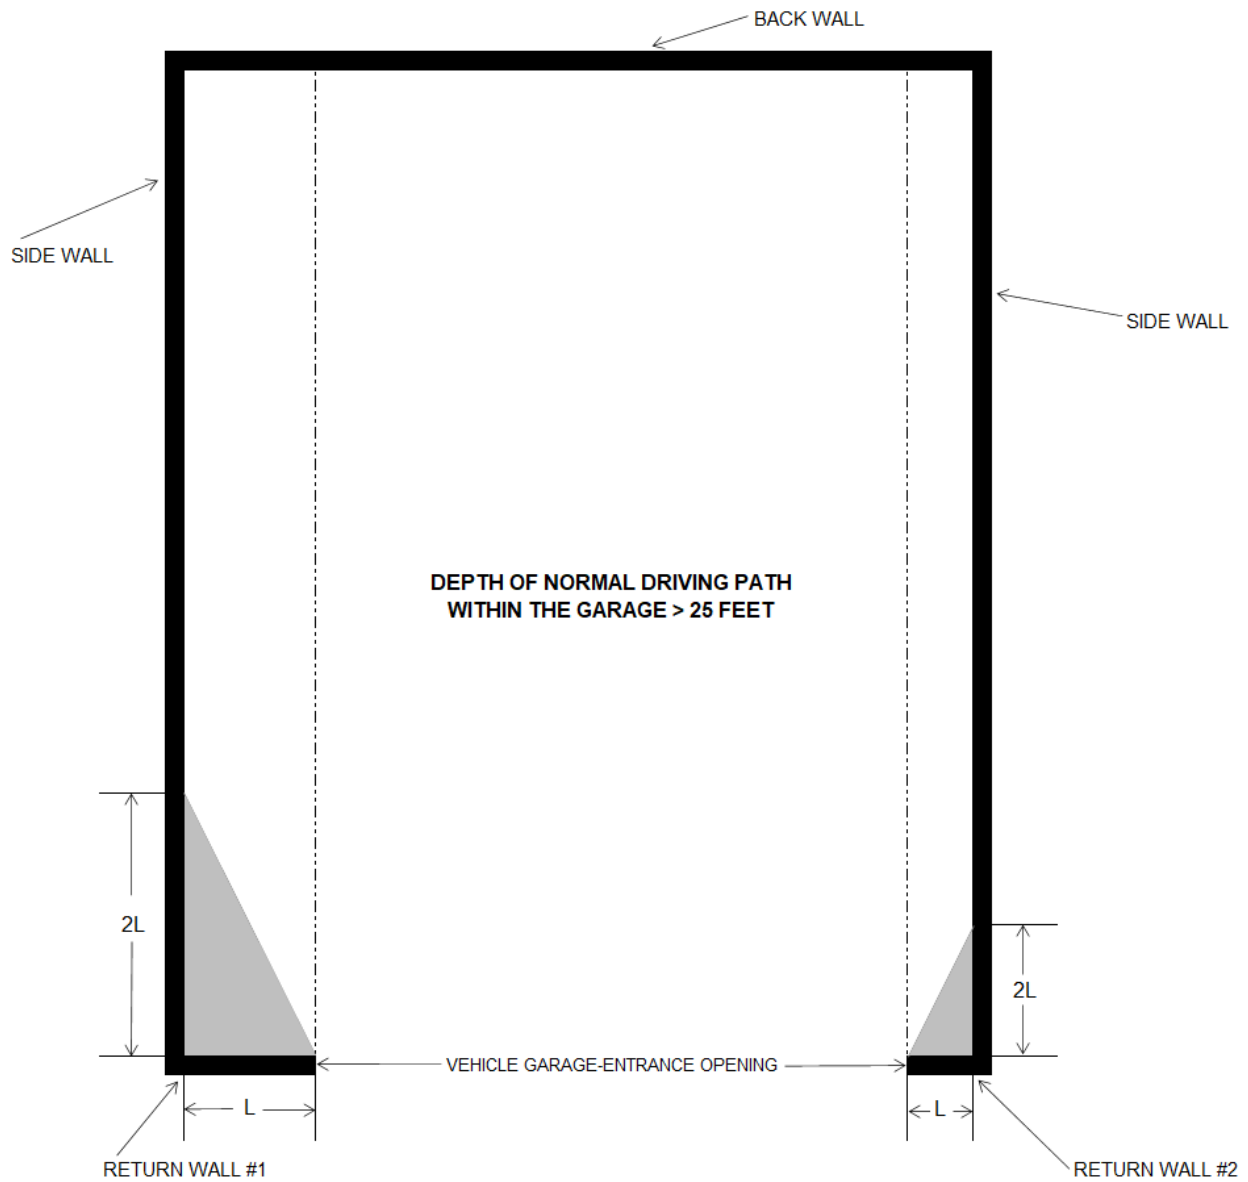 BACK WALL
SIDE WALL
SIDE WALL
DEPTH OF NORMAL DRIVING PATH
WITHIN THE GARAGE > 25 FEET
2L
2L
VEHICLE GARAGE-ENTRANCE OPENING
L
L
RETURN WALL #1
RETURN WALL #2